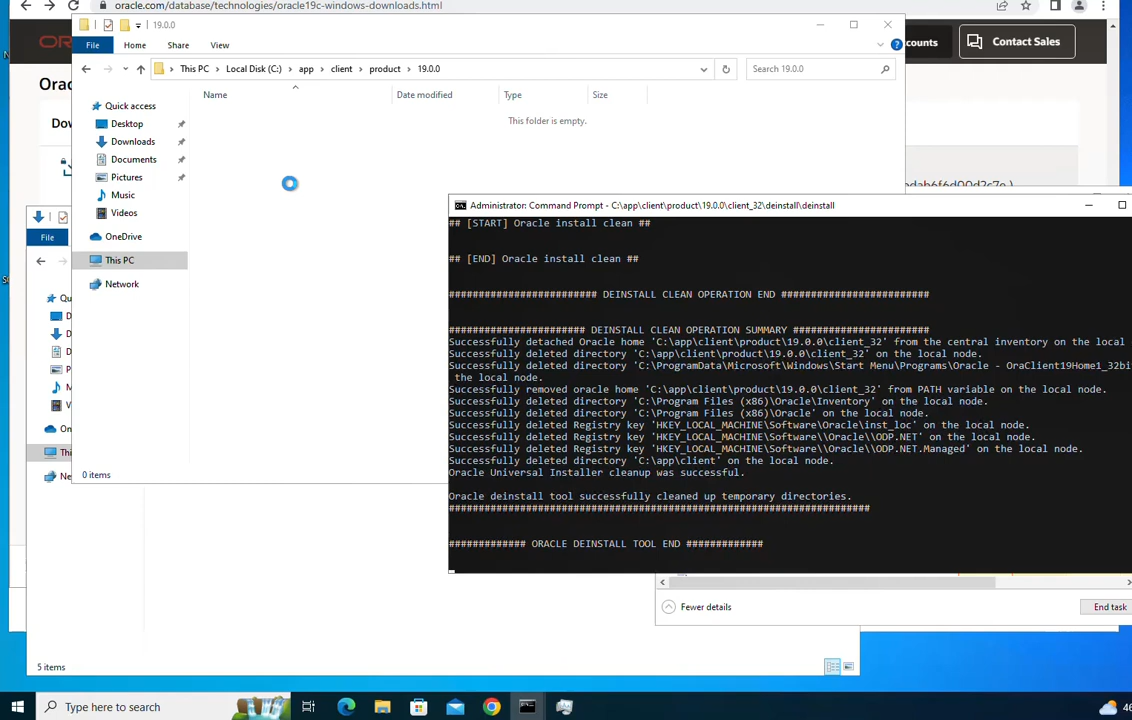 oracle.com/database/technologies/oracle19c-windows-downloads.html
19.0.0
File
Home
Share
View
This PC
Local Disk (C:)
app
client
product
19.0.0
Search 19.0.0
Name
Date modified
Type
Size
This folder is empty.
Quick access
Desktop
Downloads
Documents
Pictures
Music
Videos
OneDrive
This PC
Network
0 items
Contact Sales
File
5 items
Administrator: Command Prompt - C:\app\client\product\19.0.0\client_32\deinstall\deinstall
## [START] Oracle install clean ##
## [END] Oracle install clean ##
######################### DEINSTALL CLEAN OPERATION END #########################
####################### DEINSTALL CLEAN OPERATION SUMMARY #######################
Successfully detached Oracle home 'C:\app\client\product\19.0.0\client_32' from the central inventory on the local
Successfully deleted directory 'C:\app\client\product\19.0.0\client_32' on the local node.
Successfully deleted directory 'C:\ProgramData\Microsoft\Windows\Start Menu\Programs\Oracle - OraClient19Home1_32bi
the local node.
Successfully removed oracle home 'C:\app\client\product\19.0.0\client_32' from PATH variable on the local node.
Successfully deleted directory 'C:\Program Files (x86)\Oracle\Inventory' on the local node.
Successfully deleted directory 'C:\Program Files (x86)\Oracle' on the local node.
Successfully deleted Registry key 'HKEY_LOCAL_MACHINE\Software\Oracle\inst_loc' on the local node.
Successfully deleted Registry key 'HKEY_LOCAL_MACHINE\Software\\Oracle\\ODP.NET' on the local node.
Successfully deleted Registry key 'HKEY_LOCAL_MACHINE\Software\\Oracle\\ODP.NET.Managed' on the local node.
Successfully deleted directory 'C:\app\client' on the local node.
Oracle Universal Installer cleanup was successful.
Oracle deinstall tool successfully cleaned up temporary directories.
#######################################################################
############# ORACLE DEINSTALL TOOL END #############
Fewer details
End task
Type here to search